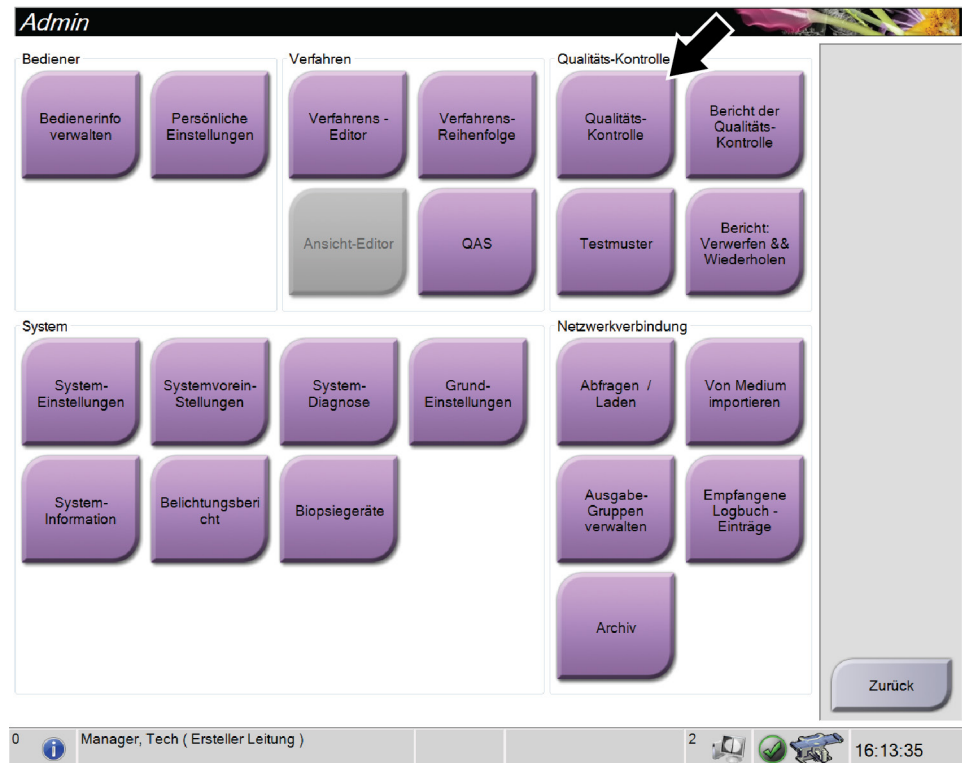 Admin
Bediener
Bedienerinfo
verwalten
Persönliche
Einstellungen
Verfahren
Verfahrens -
Editor
Verfahrens-
Reihenfolge
Ansicht-Editor
QAS
Qualitäts-Kontrolle
Qualitäts-
Kontrolle
Bericht der
Qualitäts-
Kontrolle
Testmuster
Bericht:
Verwerfen &&
Wiederholen
System
System-
Einstellungen
Systemvorein-
Stellungen
System-
Diagnose
Grund-
Einstellungen
System-
Information
Belichtungsberi
cht
Biopsiegeräte
Netzwerkverbindung
Abfragen /
Laden
Von Medium
importieren
Ausgabe-
Gruppen
verwalten
Empfangene
Logbuch -
Einträge
Archiv
Zurück
0
Manager, Tech ( Ersteller Leitung )
2
16:13:35